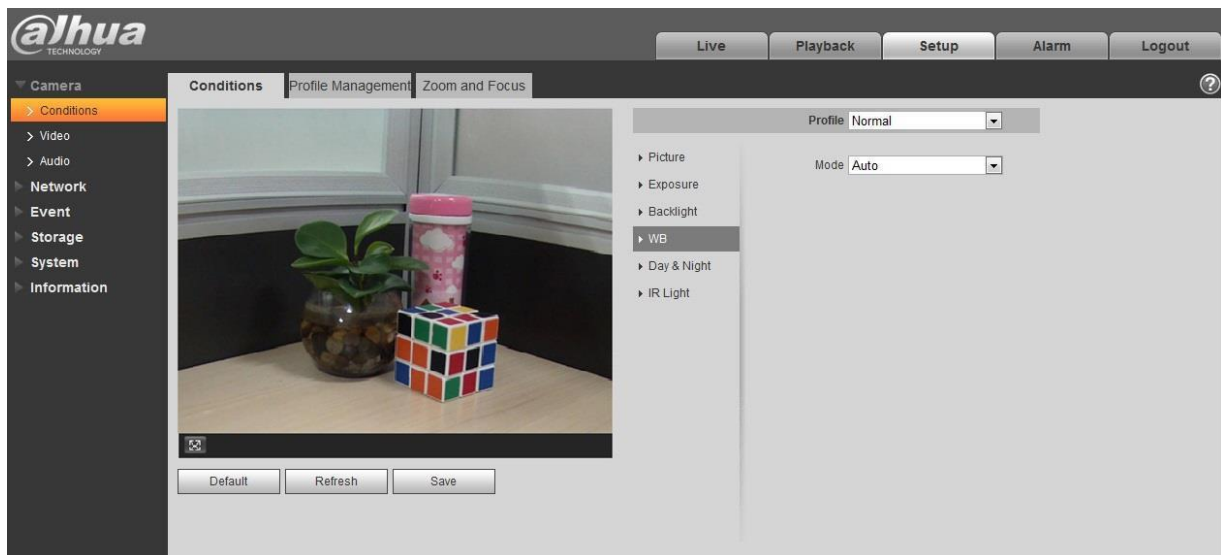 alhua
TECHNOLOGY
Live
Playback
Setup
Alarm
Logout
Camera
Conditions
Video
Audio
Network
Event
Storage
System
Information
Conditions
Profile Management
Zoom and Focus
?
Profile Normal
Picture
Exposure
Backlight
WB
Day & Night
IR Light
Mode Auto
Default
Refresh
Save